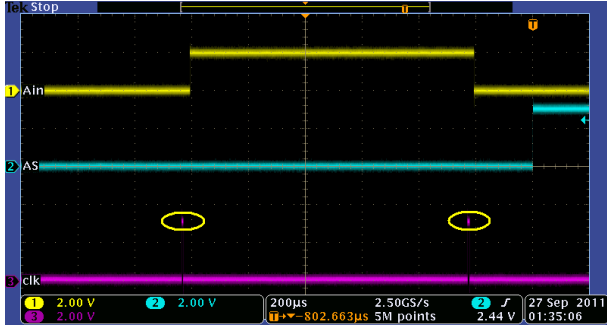 Tek Stop
T
T
1 Ain
2 AS
3 clk
1 2.00 V 2 2.00 V 200µs 2.50GS/s 2 27 Sep 2011
3 2.00 V T→▼−802.663µs 5M points 2.44 V 01:35:06